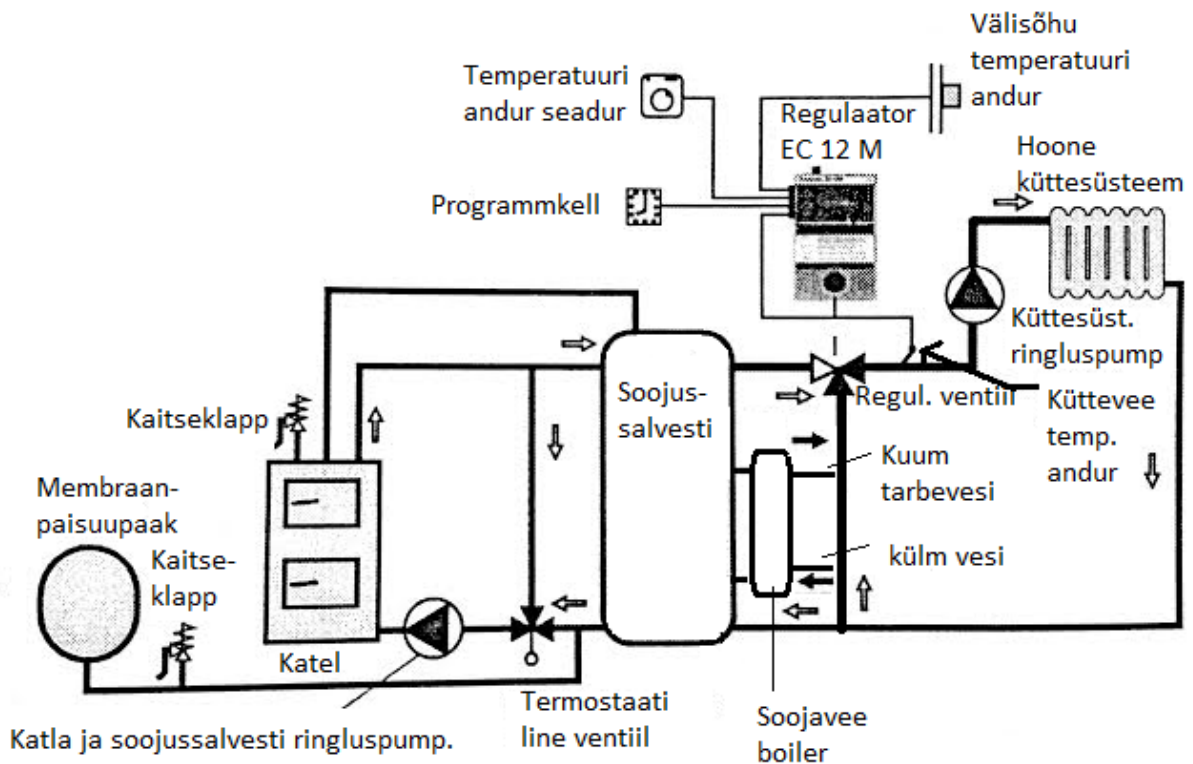 Välisõhu
temperatuuri
andur
Temperatuuri
andur seadur
Regulaator
EC 12 M
Hoone
küttesüsteem
Programmkell
Küttesüst.
ringluspump
Soojus-
salvesti
Regul. ventiil
Küttevee
temp.
andur
Kaitseklapp
Kuum
tarbevesi
Membraan-
paisuupaak
Kaitse-
klapp
külm vesi
Katel
Termostaati
line ventiil
Soojavee
boiler
Katla ja soojussalvesti ringluspump.